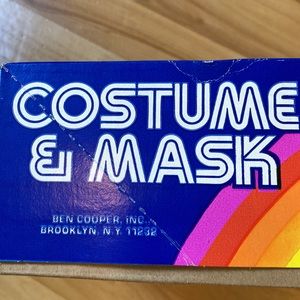 COSTUME
& MASK
BEN COOPER, INC.
BROOKLYN, N.Y. 11232